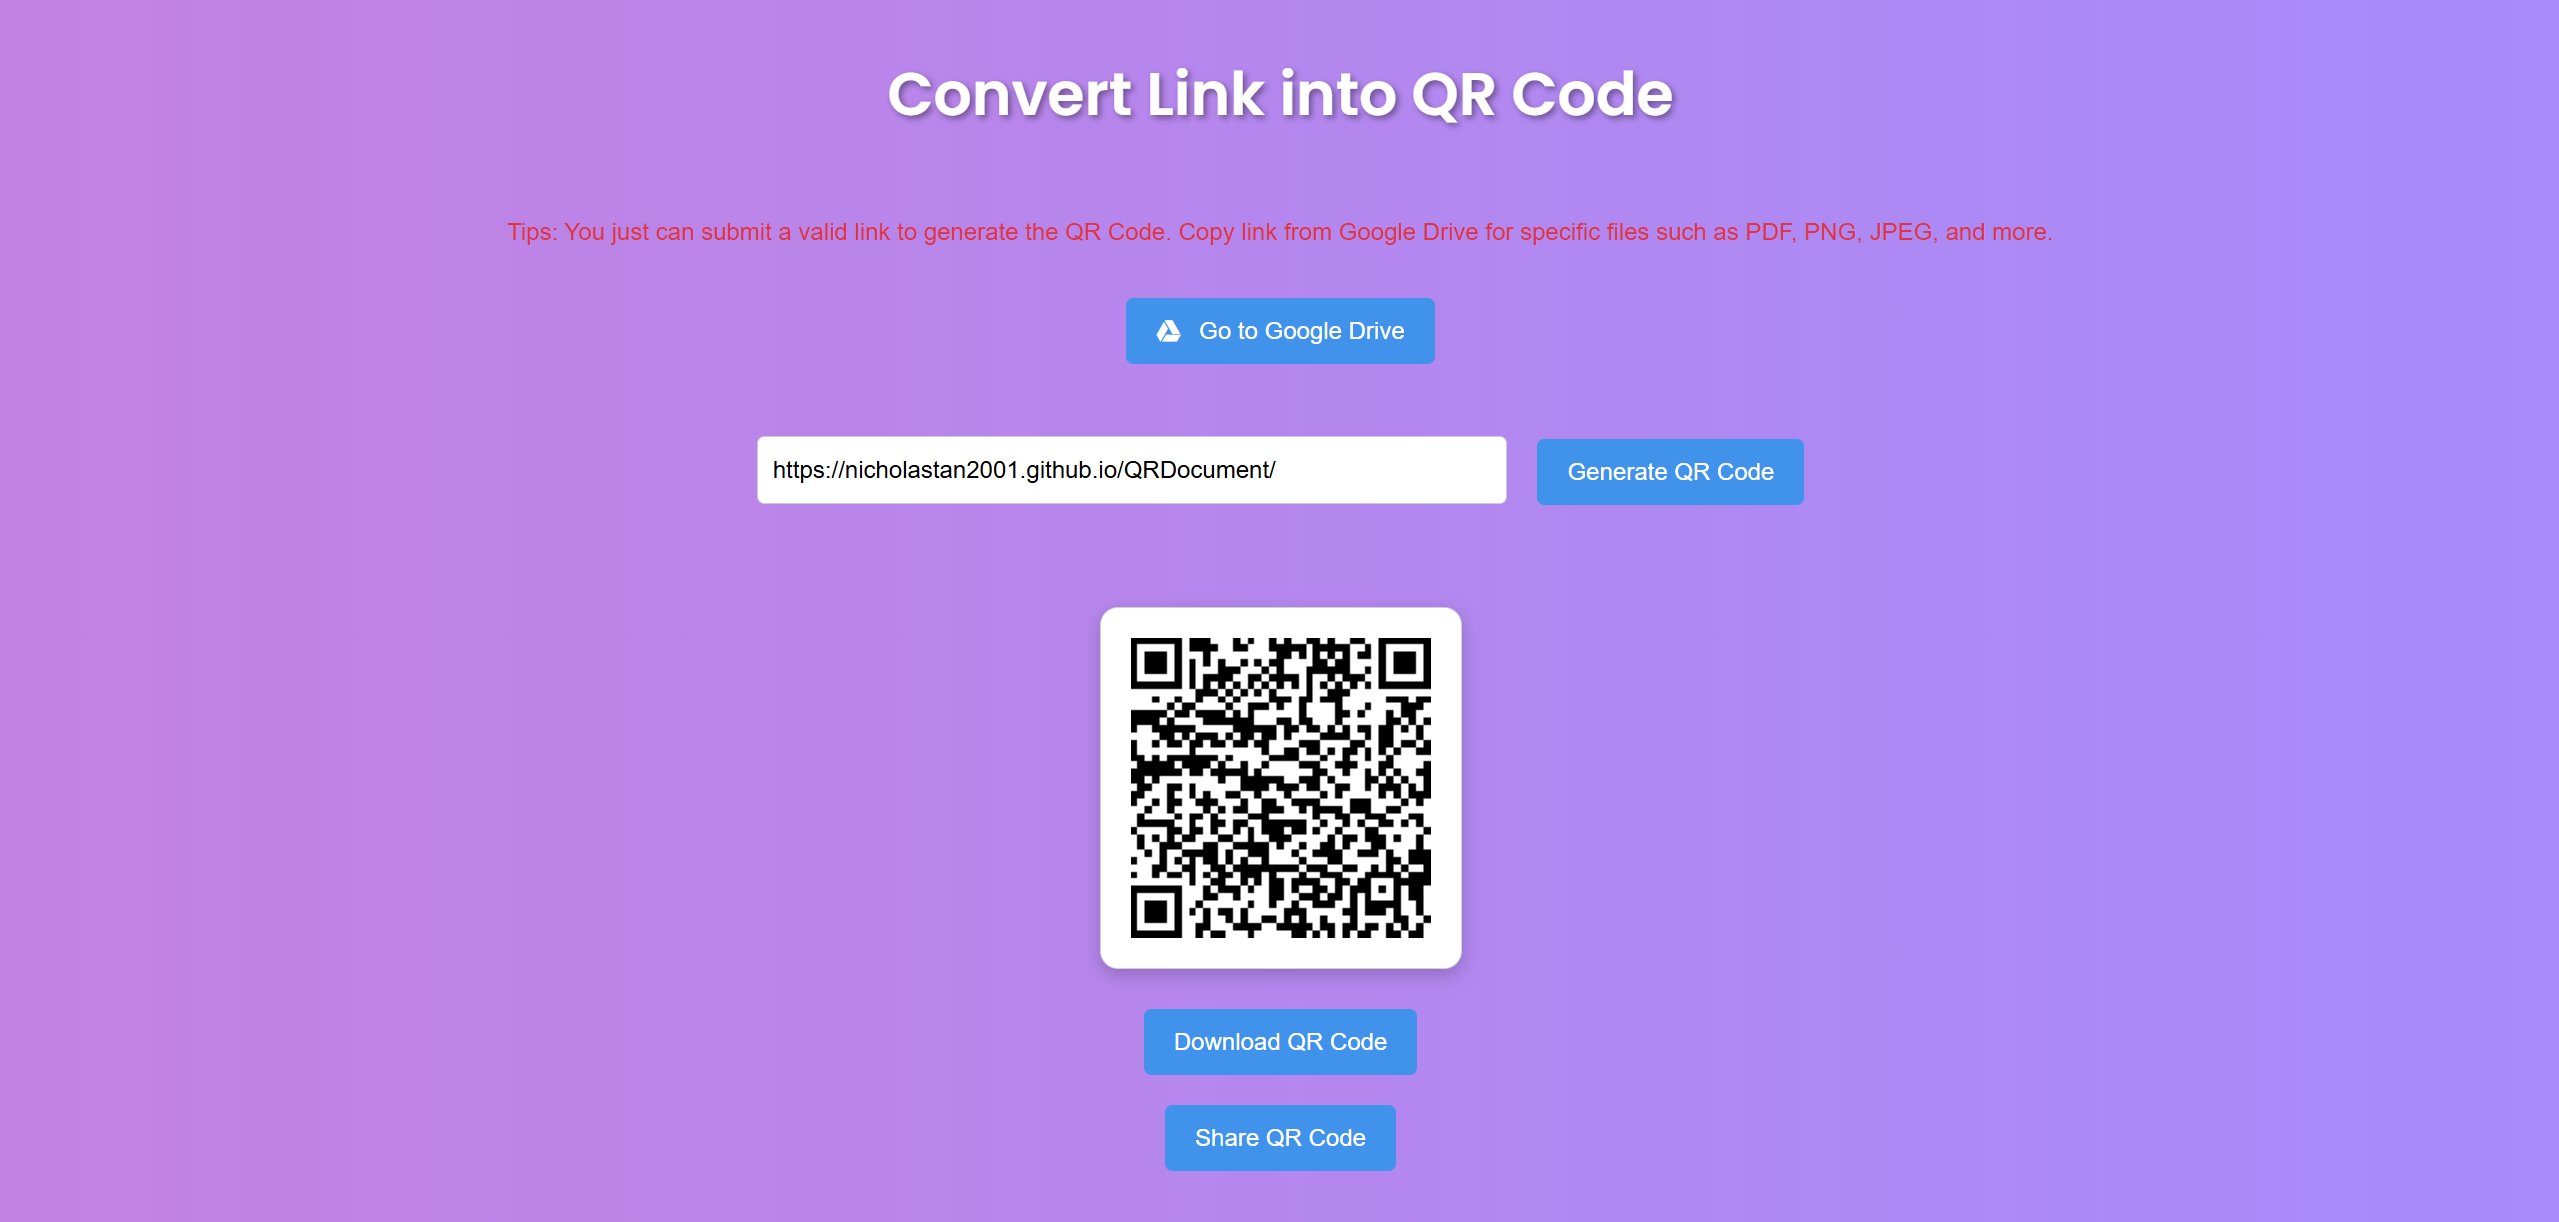 Convert Link into QR Code
Tips: You just can submit a valid link to generate the QR Code. Copy link from Google Drive for specific files such as PDF, PNG, JPEG, and more.
Go to Google Drive
https://nicholastan2001.github.io/QRDocument/
Generate QR Code
Download QR Code
Share QR Code